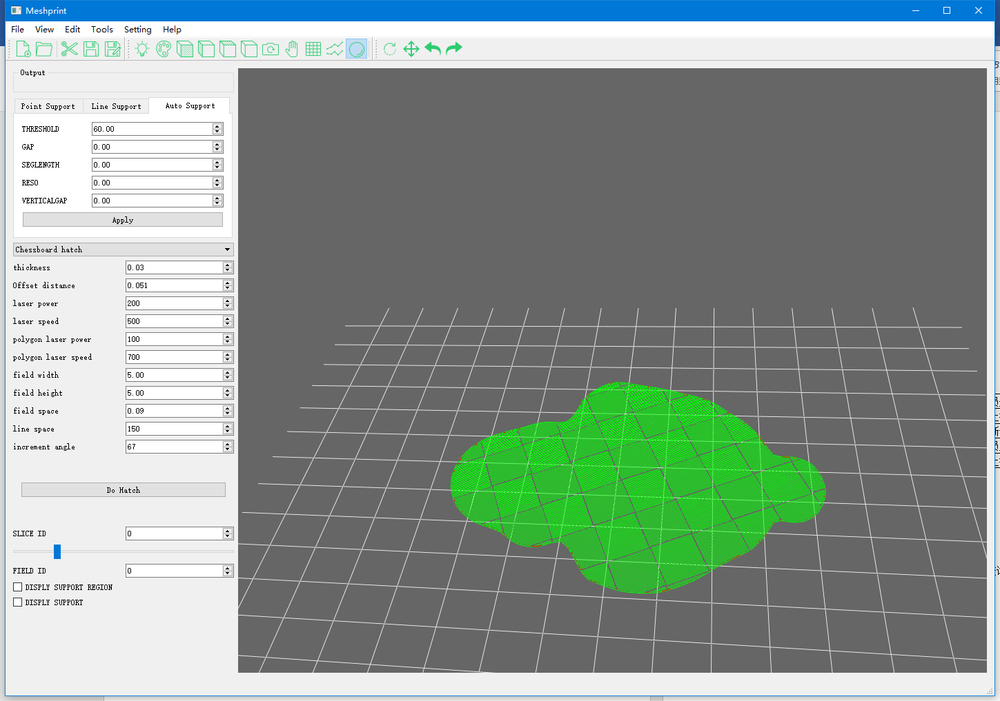 Meshprint
File View Edit Tools Setting Help
Output
Point Support Line Support Auto Support
THRESHOLD 60.00
GAP 0.00
SEGLENGTH 0.00
RESO 0.00
VERTICALGAP 0.00
Apply
Chessboard hatch
thickness 0.03
Offset distance 0.051
laser power 200
laser speed 500
polygon laser power 100
polygon laser speed 700
field width 5.00
field height 5.00
field space 0.09
line space 150
increment angle 67
Do Hatch
SLICE ID 0
FIELD ID 0
DISPLY SUPPORT REGION
DISPLY SUPPORT